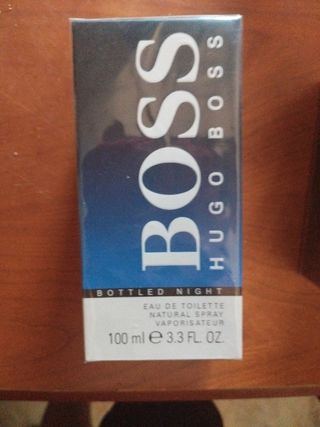 BOSS
HUGO BOSS
BOTTLED NIGHT
EAU DE TOILETTE
NATURAL SPRAY
VAPORISATEUR
100 ml ℮ 3.3 FL. OZ.